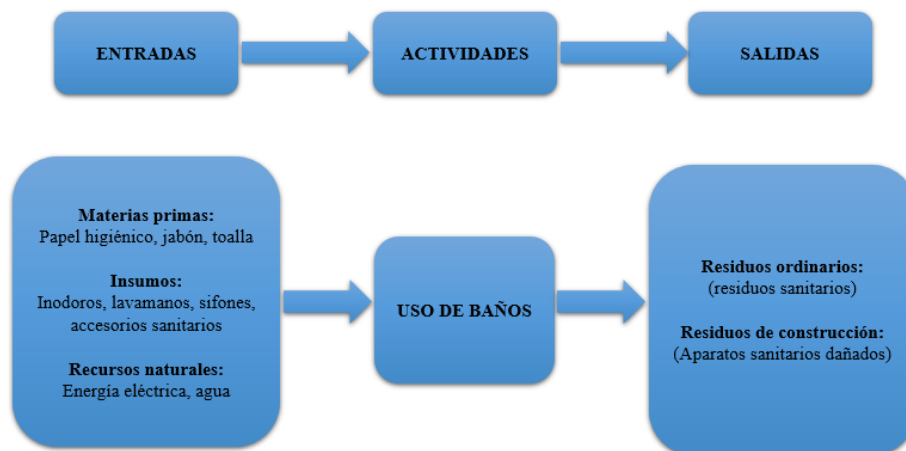 ENTRADAS
ACTIVIDADES
SALIDAS
Materias primas:
Papel higiénico, jabón, toalla
Insumos:
Inodoros, lavamanos, sifones,
accesorios sanitarios
Recursos naturales:
Energía eléctrica, agua
USO DE BAÑOS
Residuos ordinarios:
(residuos sanitarios)
Residuos de construcción:
(Aparatos sanitarios dañados)